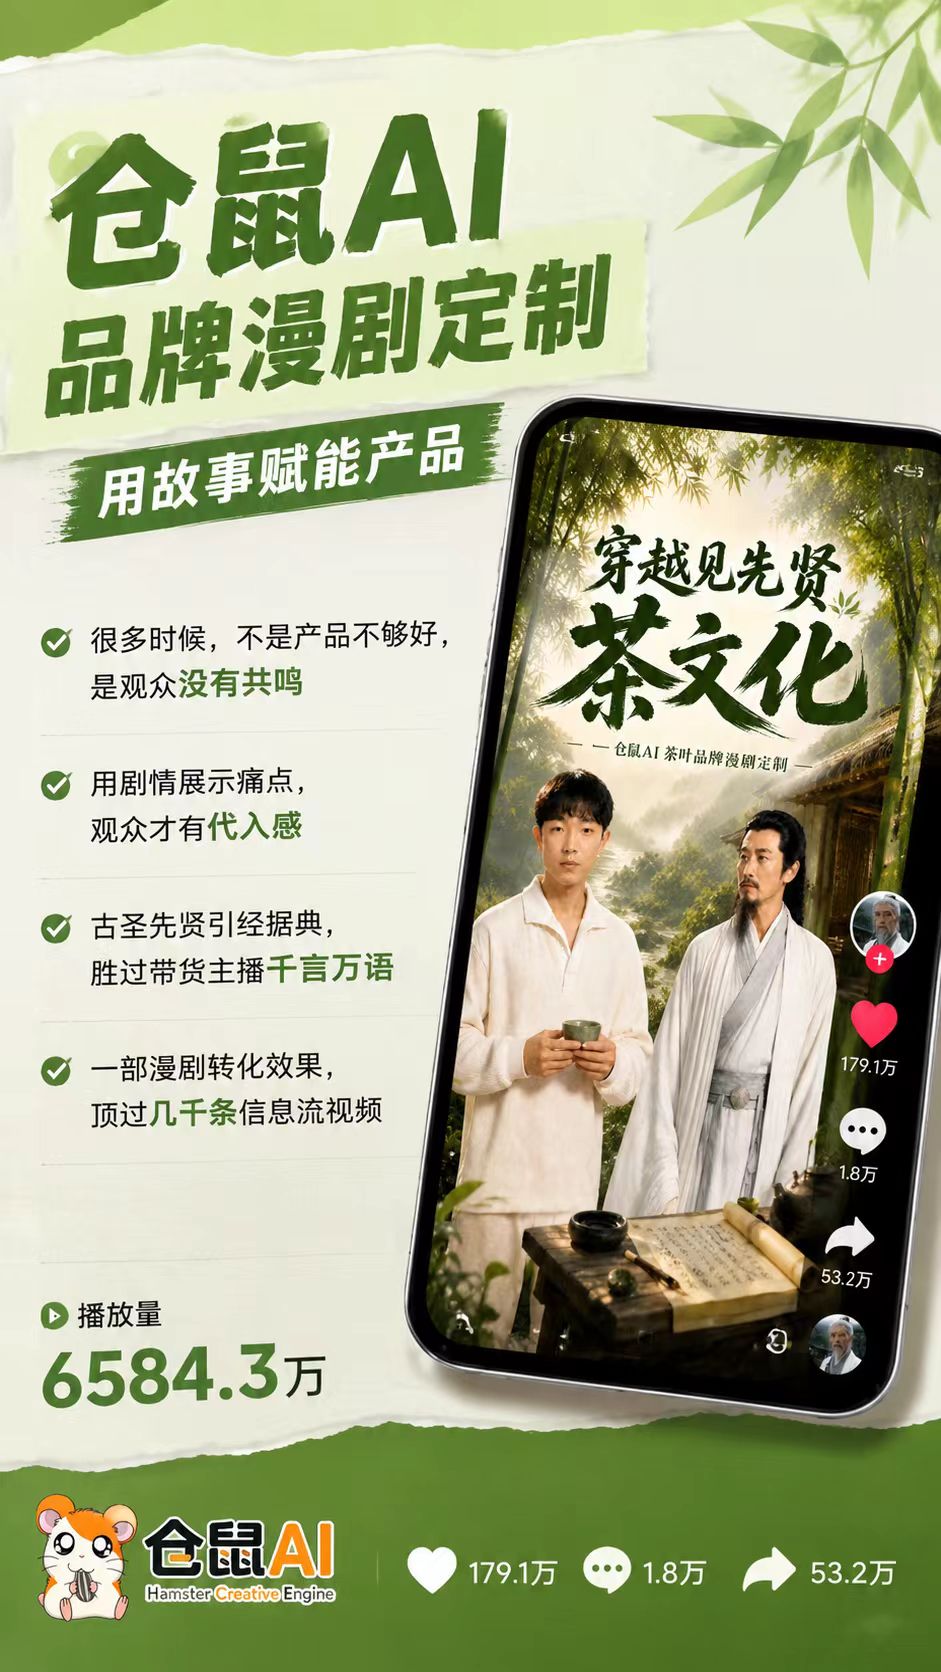 仓鼠AI
品牌漫剧定制
用故事赋能产品
很多时候，不是产品不够好，
是观众没有共鸣
用剧情展示痛点，
观众才有代入感
古圣先贤引经据典，
胜过带货主播千言万语
一部漫剧转化效果，
顶过几千条信息流视频
播放量
6584.3万
穿越见先贤
茶文化
仓鼠AI 茶叶品牌漫剧定制
179.1万
1.8万
53.2万
仓鼠AI
Hamster Creative Engine
179.1万
1.8万
53.2万